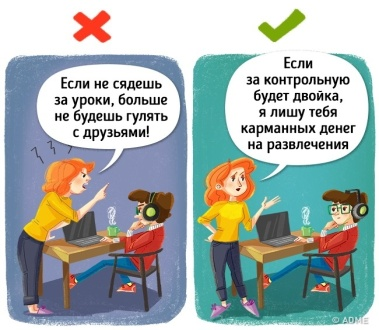 Если не сядешь
за уроки, больше
не будешь гулять
с друзьями!
Если
за контрольную
будет двойка,
я лишу тебя
карманных денег
на развлечения
© ADME